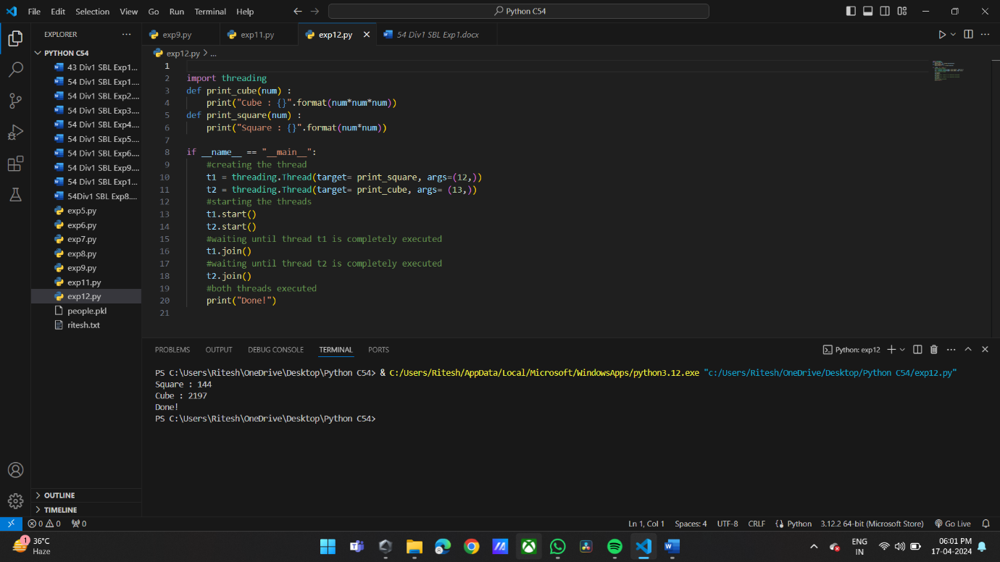 File Edit Selection View Go Run Terminal Help
Python C54
EXPLORER
PYTHON C54
43 Div1 SBL Exp1...
54 Div1 SBL Exp1....
54 Div1 SBL Exp2....
54 Div1 SBL Exp3....
54 Div1 SBL Exp4....
54 Div1 SBL Exp5....
54 Div1 SBL Exp6....
54 Div1 SBL Exp9....
54 Div1 SBL Exp1...
54Div1 SBL Exp8....
exp5.py
exp6.py
exp7.py
exp8.py
exp9.py
exp11.py
exp12.py
people.pkl
ritesh.txt
OUTLINE
TIMELINE
exp9.py exp11.py exp12.py 54 Div1 SBL Exp1.docx
exp12.py > ...
1
2 import threading
3 def print_cube(num) :
4 print("Cube : {}".format(num*num*num))
5 def print_square(num) :
6 print("Square : {}".format(num*num))
7
8 if __name__ == "__main__":
9 #creating the thread
10 t1 = threading.Thread(target= print_square, args=(12,))
11 t2 = threading.Thread(target= print_cube, args= (13,))
12 #starting the threads
13 t1.start()
14 t2.start()
15 #waiting until thread t1 is completely executed
16 t1.join()
17 #waiting until thread t2 is completely executed
18 t2.join()
19 #both threads executed
20 print("Done!")
21
PROBLEMS OUTPUT DEBUG CONSOLE TERMINAL PORTS
Python: exp12
PS C:\Users\Ritesh\OneDrive\Desktop\Python C54> & C:/Users/Ritesh/AppData/Local/Microsoft/WindowsApps/python3.12.exe "c:/Users/Ritesh/OneDrive/Desktop/Python C54/exp12.py"
Square : 144
Cube : 2197
Done!
PS C:\Users\Ritesh\OneDrive\Desktop\Python C54>
0 0 0
Ln 1, Col 1 Spaces: 4 UTF-8 CRLF Python 3.12.2 64-bit (Microsoft Store) Go Live
1
36°C
Haze
ENG
IN
06:01 PM
17-04-2024